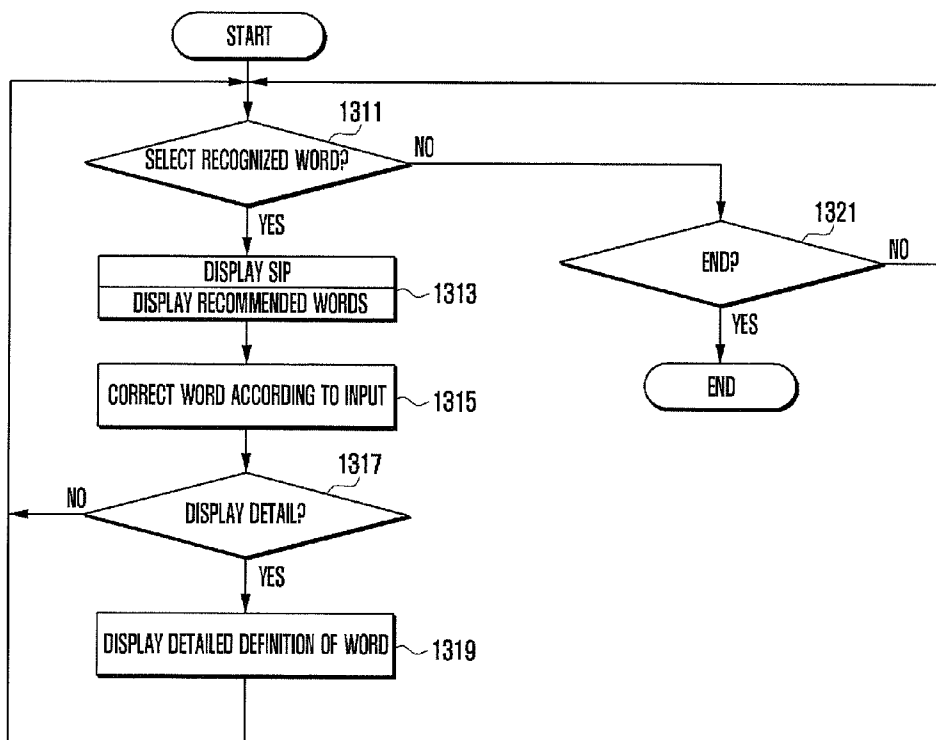 START
1311
SELECT RECOGNIZED WORD?
NO
YES
1321
END?
NO
YES
END
DISPLAY SIP
DISPLAY RECOMMENDED WORDS
1313
CORRECT WORD ACCORDING TO INPUT
1315
1317
NO
DISPLAY DETAIL?
YES
DISPLAY DETAILED DEFINITION OF WORD
1319